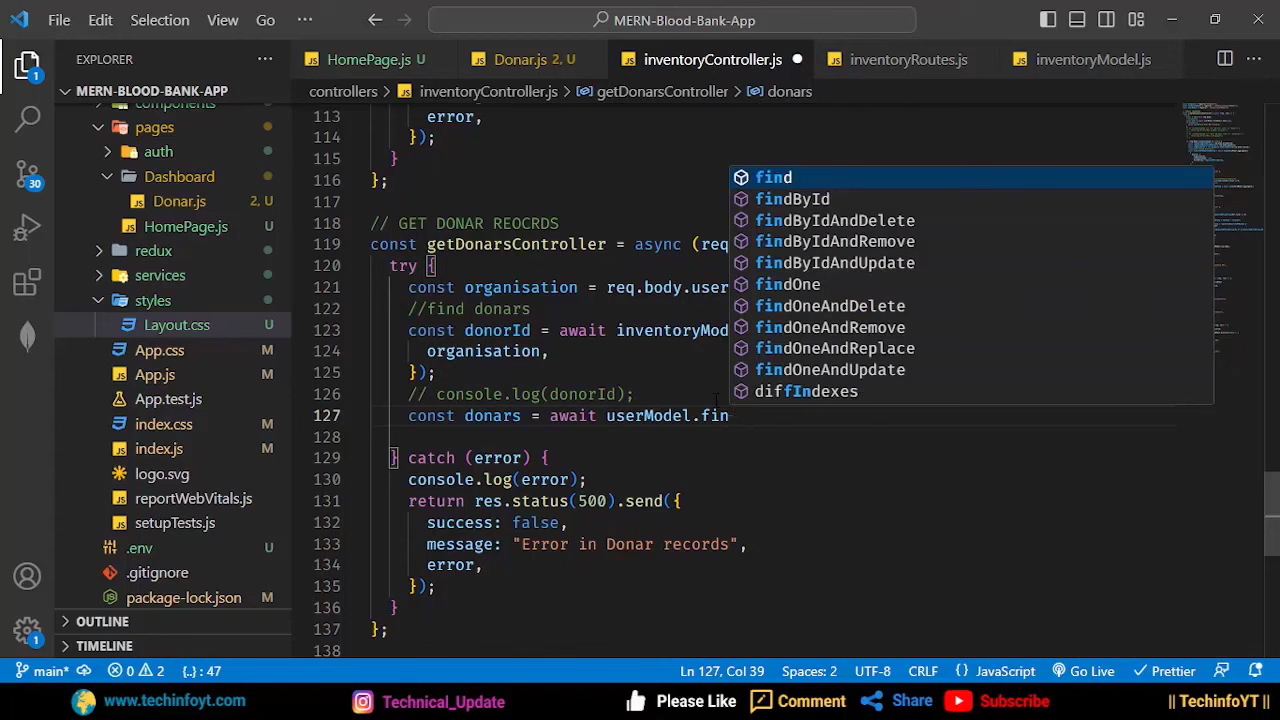 File Edit Selection View Go
MERN-Blood-Bank-App
EXPLORER
HomePage.js U
Donar.js 2, U
inventoryController.js
inventoryRoutes.js
inventoryModel.js
controllers > inventoryController.js > getDonarsController > donars
MERN-BLOOD-BANK-APP
components
pages
auth
Dashboard
Donar.js 2, U
HomePage.js U
redux
services
styles
Layout.css U
App.css M
App.js M
App.test.js
index.css M
index.js M
logo.svg
reportWebVitals.js
setupTests.js
.env U
.gitignore
package-lock.json M
OUTLINE
TIMELINE
1
30
1
113 error,
114 });
115 }
116 };
117
118 // GET DONAR REOCRDS
119 const getDonarsController = async (req
120 try {
121 const organisation = req.body.user
122 //find donars
123 const donorId = await inventoryMod
124 organisation,
125 });
126 // console.log(donorId);
127 const donars = await userModel.fin
128
129 } catch (error) {
130 console.log(error);
131 return res.status(500).send({
132 success: false,
133 message: "Error in Donar records",
134 error,
135 });
136 }
137 };
138
find
findById
findByIdAndDelete
findByIdAndRemove
findByIdAndUpdate
findOne
findOneAndDelete
findOneAndRemove
findOneAndReplace
findOneAndUpdate
diffIndexes
main* 0 2 {..} : 47 Ln 127, Col 39 Spaces: 2 UTF-8 CRLF {} JavaScript Go Live Prettier
www.techinfoyt.com Technical_Update Please Like Comment Share Subscribe || TechinfoYT ||